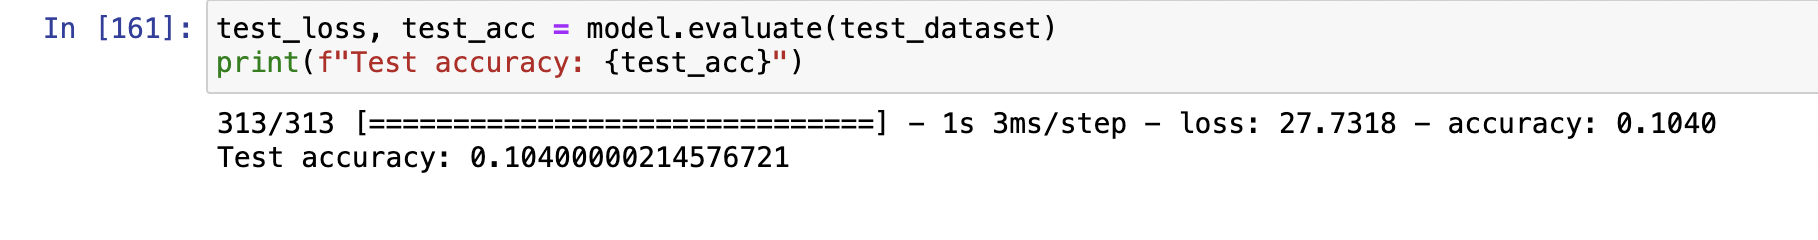 In [161]: test_loss, test_acc = model.evaluate(test_dataset)
print(f"Test accuracy: {test_acc}")
313/313 [==============================] - 1s 3ms/step - loss: 27.7318 - accuracy: 0.1040
Test accuracy: 0.10400000214576721